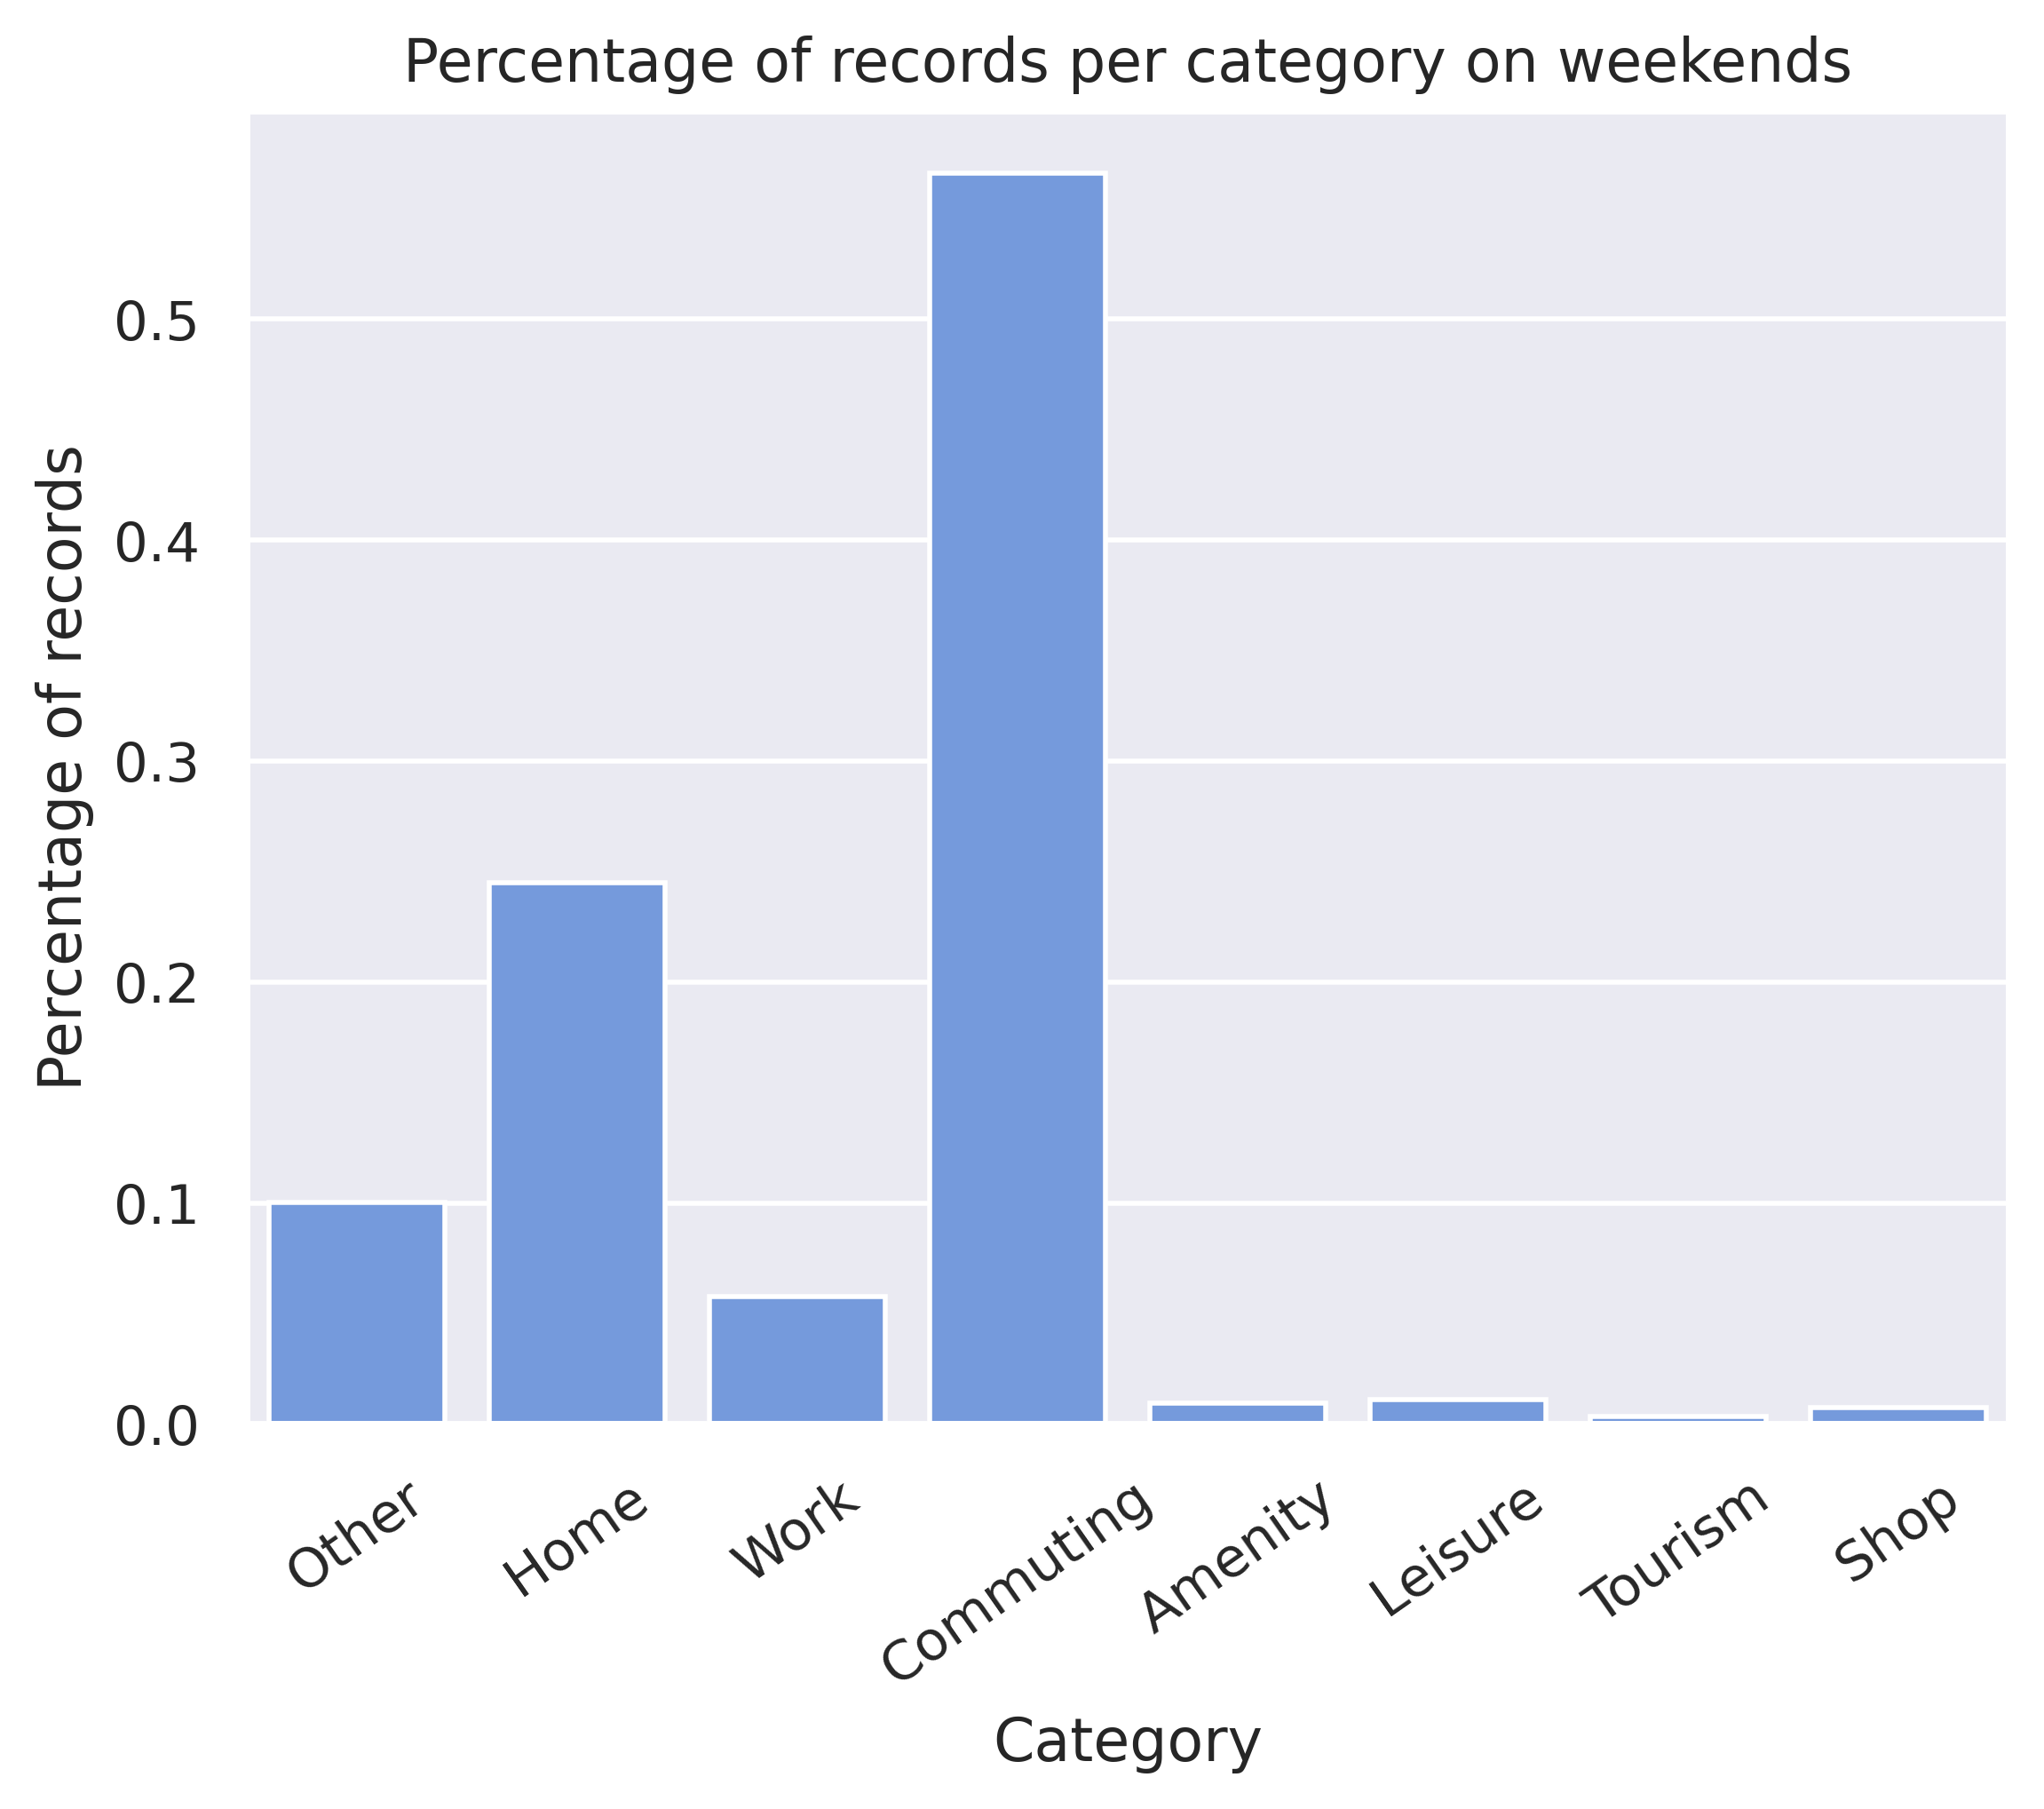 Percentage of records per category on weekends
Percentage of records
0.5
0.4
0.3
0.2
0.1
0.0
Other
Home
Work
Commuting
Amenity
Leisure
Tourism
Shop
Category